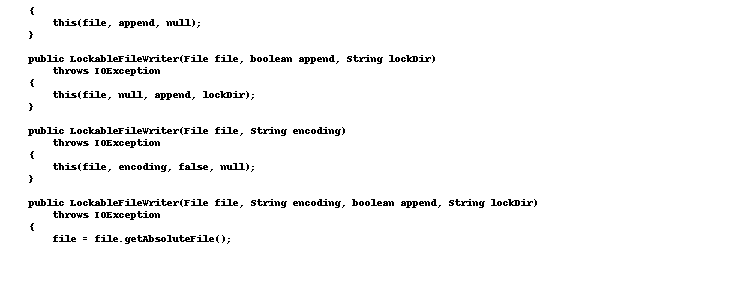 {
    this(file, append, null);
}

public LockableFileWriter(File file, boolean append, String lockDir)
    throws IOException
{
    this(file, null, append, lockDir);
}

public LockableFileWriter(File file, String encoding)
    throws IOException
{
    this(file, encoding, false, null);
}

public LockableFileWriter(File file, String encoding, boolean append, String lockDir)
    throws IOException
{
    file = file.getAbsoluteFile();